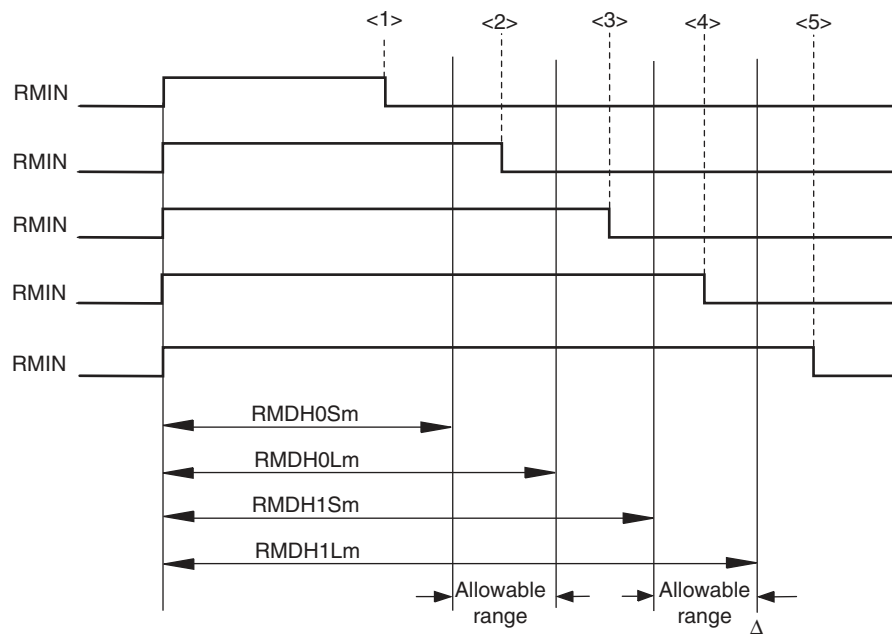 <1>
<2>
<3>
<4>
<5>
RMIN
RMIN
RMIN
RMIN
RMIN
RMDH0Sm
RMDH0Lm
RMDH1Sm
RMDH1Lm
Allowable
range
Allowable
range
Δ